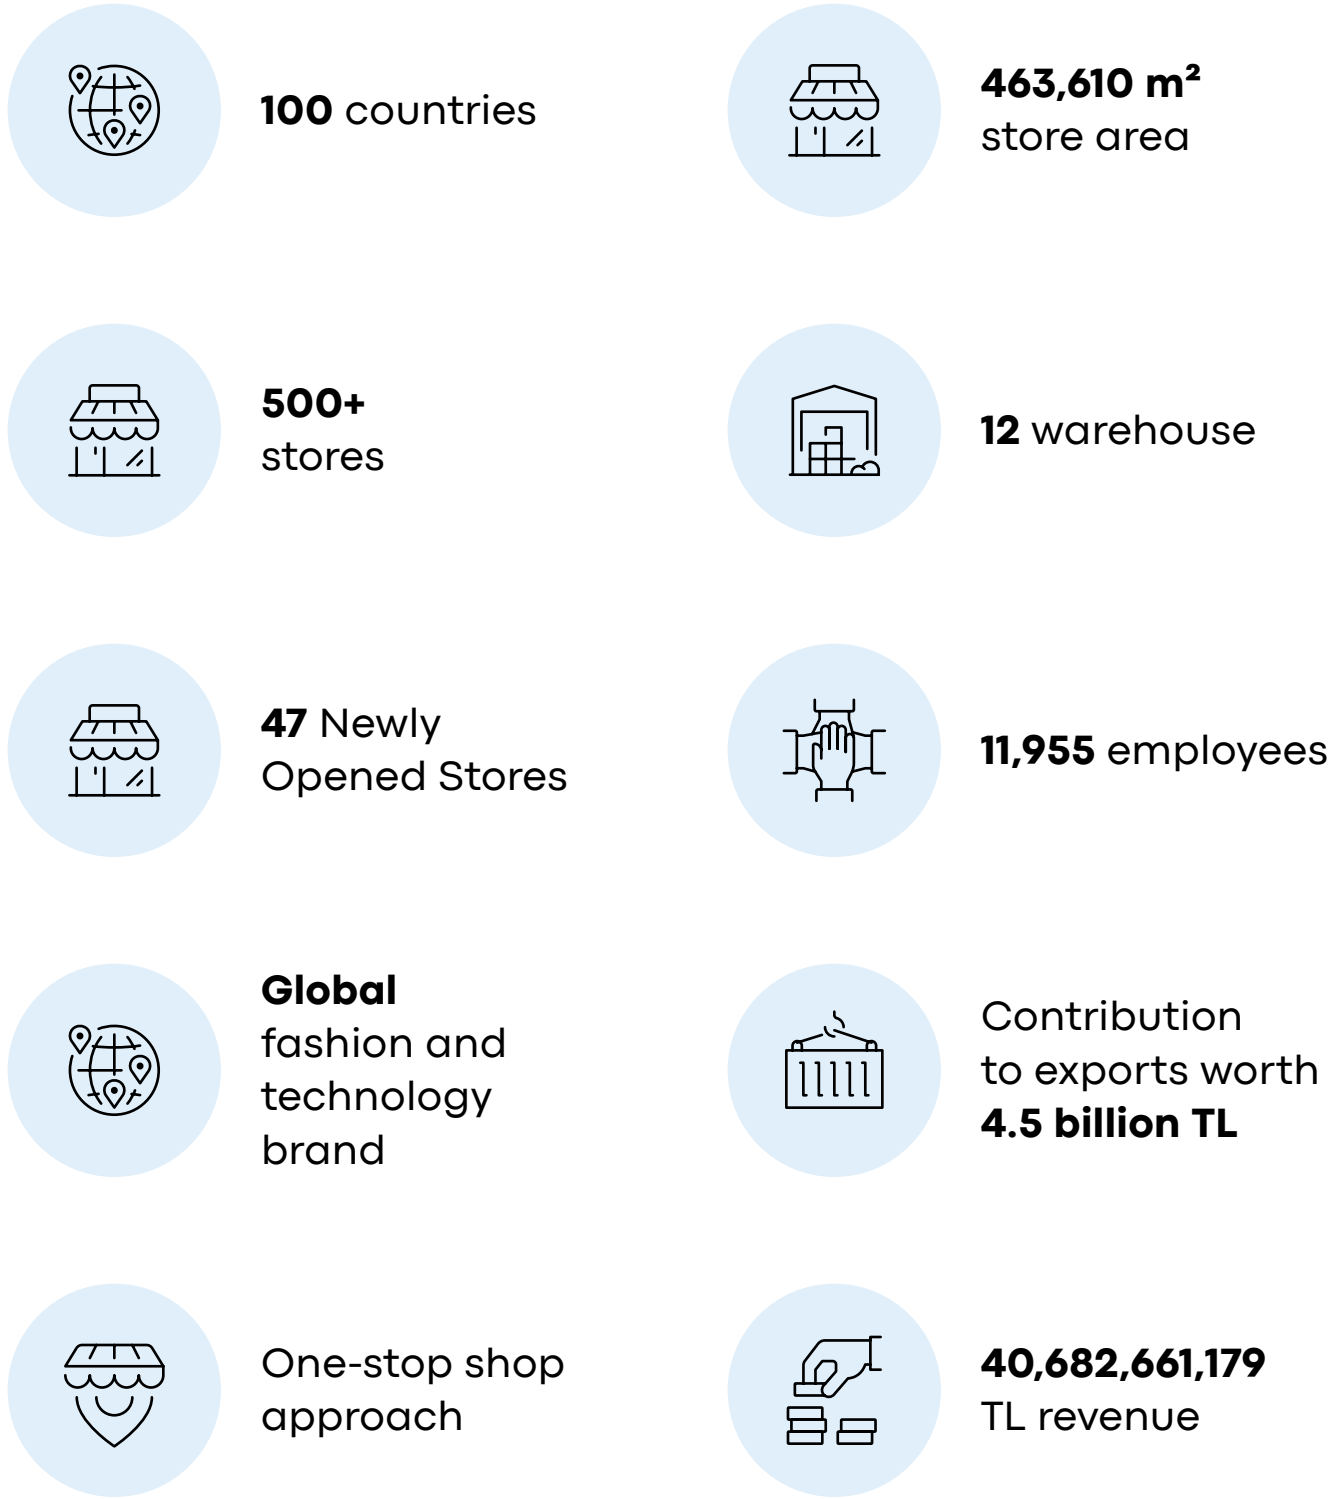 100 countries
463,610 m²
store area
500+
stores
12 warehouse
47 Newly
Opened Stores
11,955 employees
Global
fashion and
technology
brand
Contribution
to exports worth
4.5 billion TL
One-stop shop
approach
40,682,661,179
TL revenue